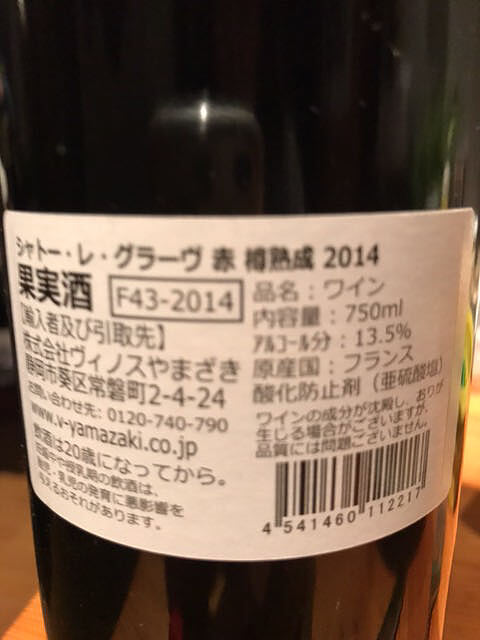 シャトー・レ・グラーヴ 赤 樽熟成 2014
果実酒 F43-2014
【輸入者及び引取先】
株式会社ヴィノスやまざき
静岡市葵区常磐町2-4-24
お問い合わせ先：0120-740-790
www.v-yamazaki.co.jp
飲酒は20歳になってから。
妊娠中や授乳期の飲酒は、
胎児・乳児の発育に悪影響を
与えるおそれがあります。
品名：ワイン
内容量：750ml
アルコール分：13.5%
原産国：フランス
酸化防止剤（亜硫酸塩）
ワインの成分が沈殿し、おりが
生じる場合がございますが、
品質には問題ございません。
4 541460 112217